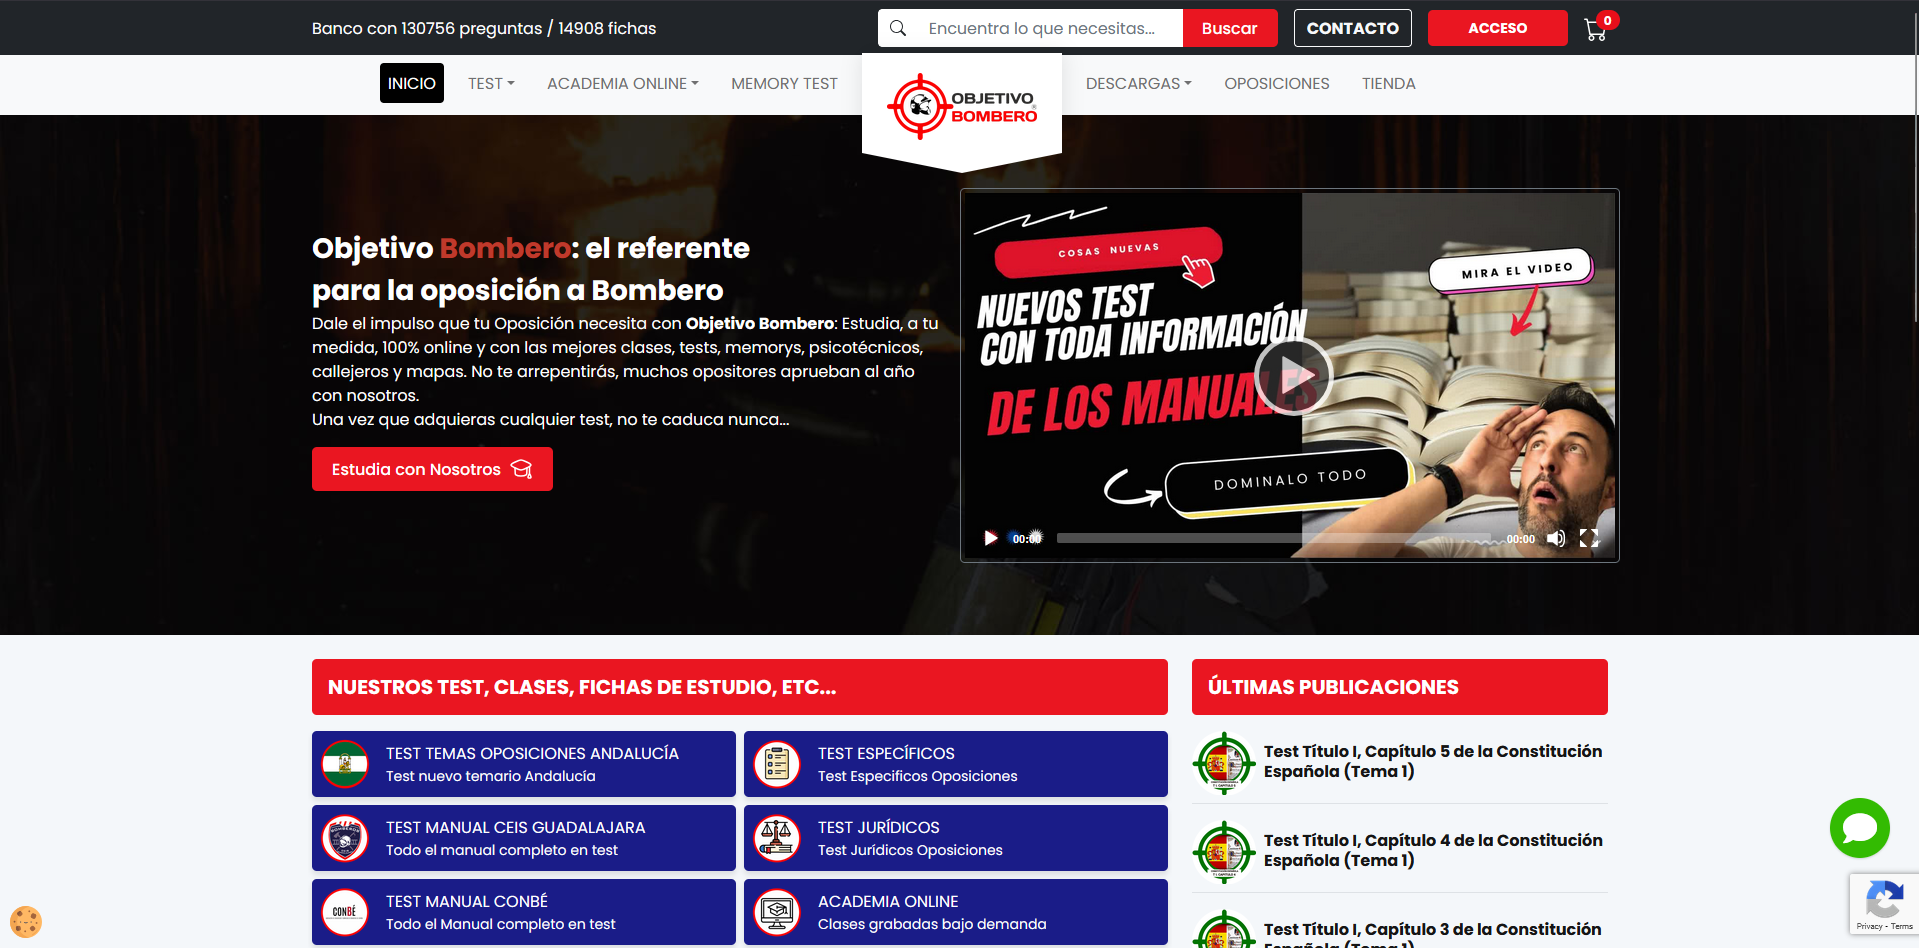 Banco con 130756 preguntas / 14908 fichas
Encuentra lo que necesitas...
Buscar
CONTACTO
ACCESO
0
INICIO
TEST
ACADEMIA ONLINE
MEMORY TEST
OBJETIVO
BOMBERO
DESCARGAS
OPOSICIONES
TIENDA
Objetivo Bombero: el referente
para la oposición a Bombero
Dale el impulso que tu Oposición necesita con Objetivo Bombero: Estudia, a tu
medida, 100% online y con las mejores clases, tests, memorys, psicotécnicos,
callejeros y mapas. No te arrepentirás, muchos opositores aprueban al año
con nosotros.
Una vez que adquieras cualquier test, no te caduca nunca...
Estudia con Nosotros
COSAS NUEVAS
MIRA EL VIDEO
NUEVOS TEST
CON TODA INFORMACIÓN
DE LOS MANUALES
DOMINALO TODO
00:00
00:00
NUESTROS TEST, CLASES, FICHAS DE ESTUDIO, ETC...
TEST TEMAS OPOSICIONES ANDALUCÍA
Test nuevo temario Andalucía
TEST ESPECÍFICOS
Test Especificos Oposiciones
BOMBEROS
TEST MANUAL CEIS GUADALAJARA
Todo el manual completo en test
TEST JURÍDICOS
Test Jurídicos Oposiciones
CONBÉ
TEST MANUAL CONBÉ
Todo el Manual completo en test
ACADEMIA ONLINE
Clases grabadas bajo demanda
ÚLTIMAS PUBLICACIONES
Test Título I, Capítulo 5 de la Constitución
Española (Tema 1)
Test Título I, Capítulo 4 de la Constitución
Española (Tema 1)
Test Título I, Capítulo 3 de la Constitución
Española (Tema 1)
Privacy - Terms